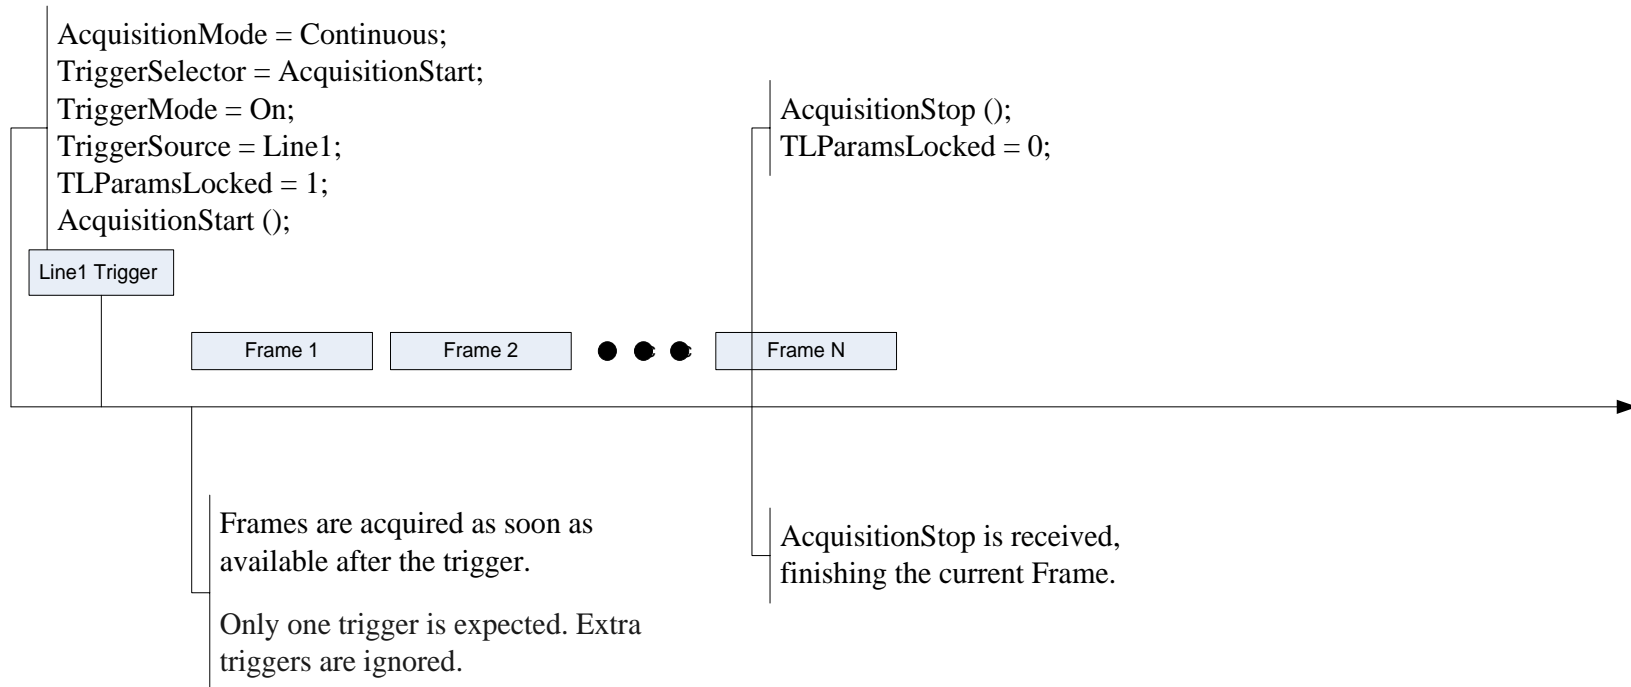 AcquisitionMode = Continuous;
TriggerSelector = AcquisitionStart;
TriggerMode = On;
TriggerSource = Line1;
TLParamsLocked = 1;
AcquisitionStart ();
AcquisitionStop ();
TLParamsLocked = 0;
Line1 Trigger
Frame 1
Frame 2
Frame N
Frames are acquired as soon as
available after the trigger.
Only one trigger is expected. Extra
triggers are ignored.
AcquisitionStop is received,
finishing the current Frame.